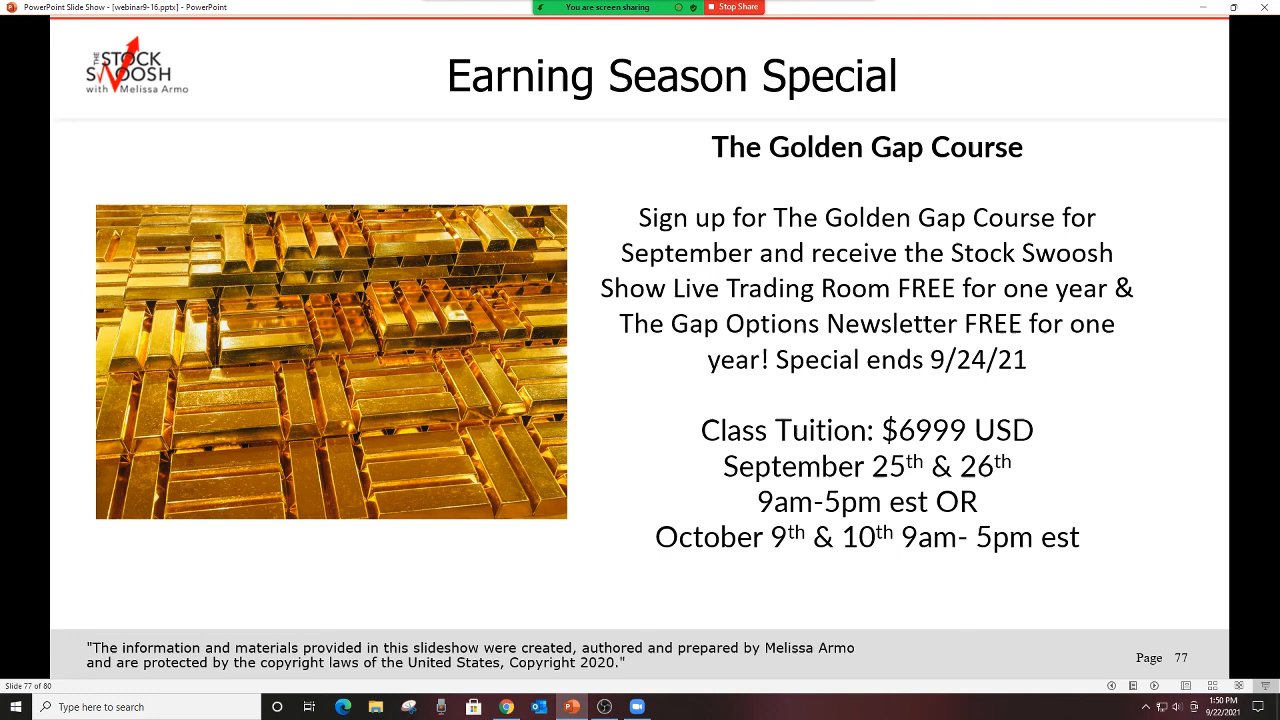 PowerPoint Slide Show - [webinar9-16.pptx] - PowerPoint
You are screen sharing
Stop Share
THE
STOCK
SWOOSH
with Melissa Armo
Earning Season Special
The Golden Gap Course
Sign up for The Golden Gap Course for
September and receive the Stock Swoosh
Show Live Trading Room FREE for one year &
The Gap Options Newsletter FREE for one
year! Special ends 9/24/21
Class Tuition: $6999 USD
September 25th & 26th
9am-5pm est OR
October 9th & 10th 9am- 5pm est
"The information and materials provided in this slideshow were created, authored and prepared by Melissa Armo
and are protected by the copyright laws of the United States, Copyright 2020."
Page 77
Slide 77 of 80
Type here to search
1:50 PM
9/22/2021